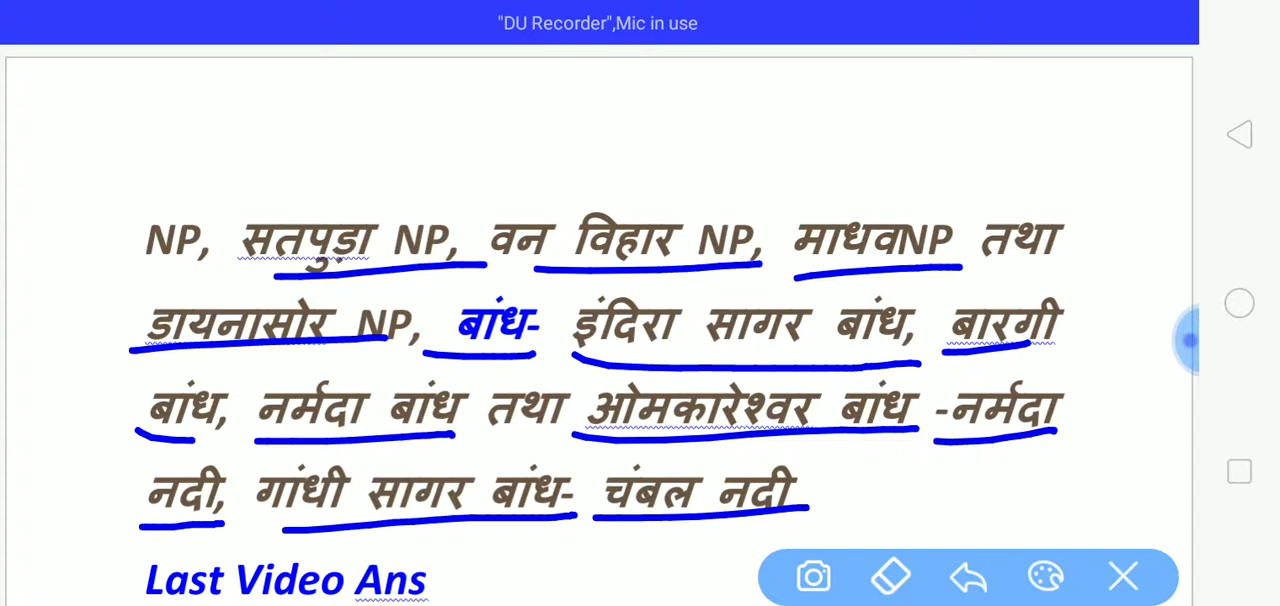 "DU Recorder",Mic in use
NP, सतपुड़ा NP, वन विहार NP, माधवNP तथा
डायनासोर NP, बांध- इंदिरा सागर बांध, बारगी
बांध, नर्मदा बांध तथा ओमकारेश्वर बांध -नर्मदा
नदी, गांधी सागर बांध- चंबल नदी
Last Video Ans